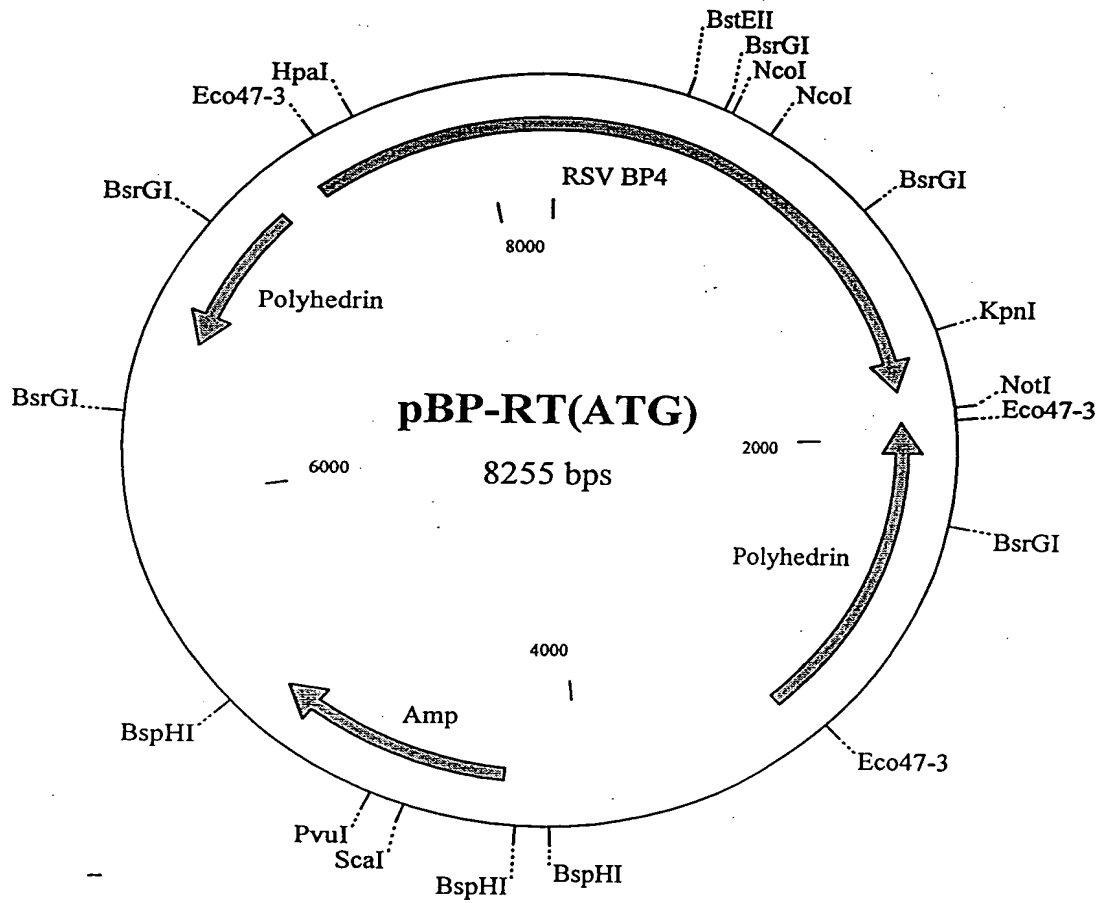 BstEII
BsrGI
NcoI
NcoI
HpaI
Eco47-3
BsrGI
RSV BP4
BsrGI
8000
Polyhedrin
KpnI
BsrGI
NotI
Eco47-3
pBP-RT(ATG)
2000
6000
8255 bps
BsrGI
Polyhedrin
4000
Amp
BspHI
Eco47-3
PvuI
ScaI
BspHI
BspHI